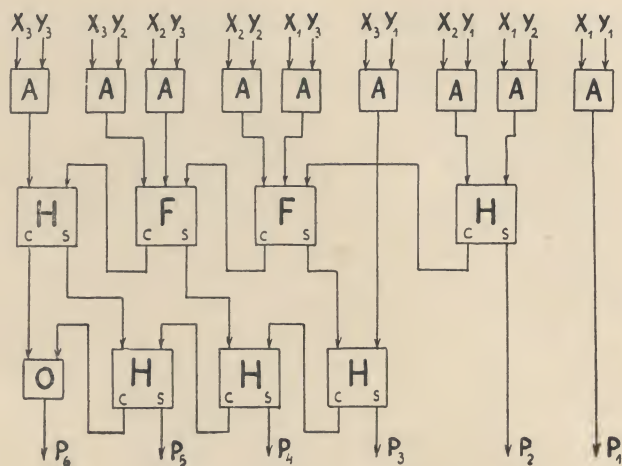 X₃ Y₃ X₃ Y₂ X₂ Y₃ X₂ Y₂ X₁ Y₃ X₃ Y₁ X₂ Y₁ X₁ Y₂ X₁ Y₁
A A A A A A A A A
H F F H
C S C S C S C S
O H H H
C S C S C S
P₆ P₅ P₄ P₃ P₂ P₁